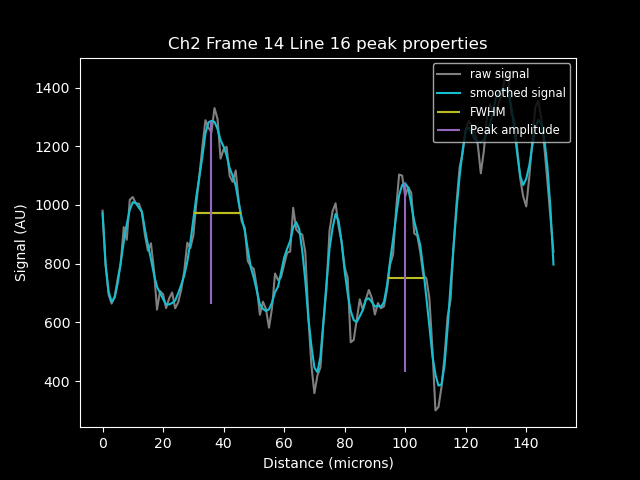 Ch2 Frame 14 Line 16 peak properties
raw signal
smoothed signal
FWHM
Peak amplitude
1400
1200
1000
800
600
400
Signal (AU)
0 20 40 60 80 100 120 140
Distance (microns)